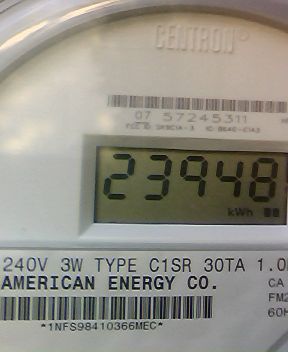 CENTRON®
07 57245311
23948
kWh
240V 3W TYPE C1SR 30TA 1.0
AMERICAN ENERGY CO.
CA
FM2
60H
*1NFS98410366MEC*